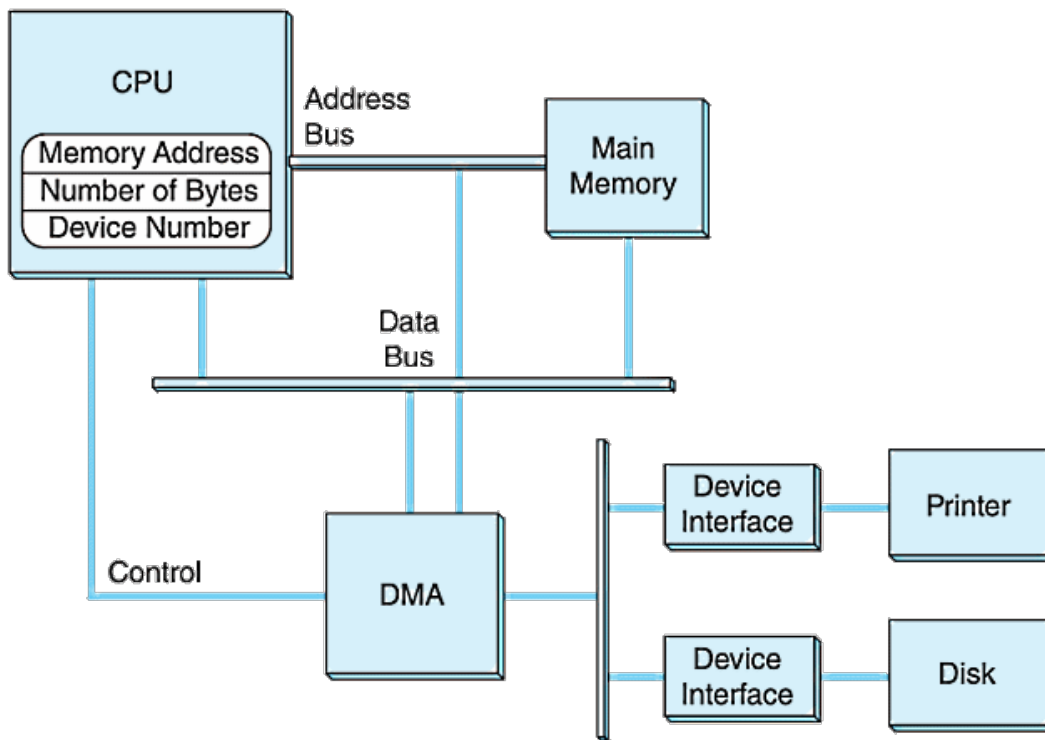 CPU
Memory Address
Number of Bytes
Device Number
Address
Bus
Main
Memory
Data
Bus
Control
DMA
Device
Interface
Printer
Device
Interface
Disk